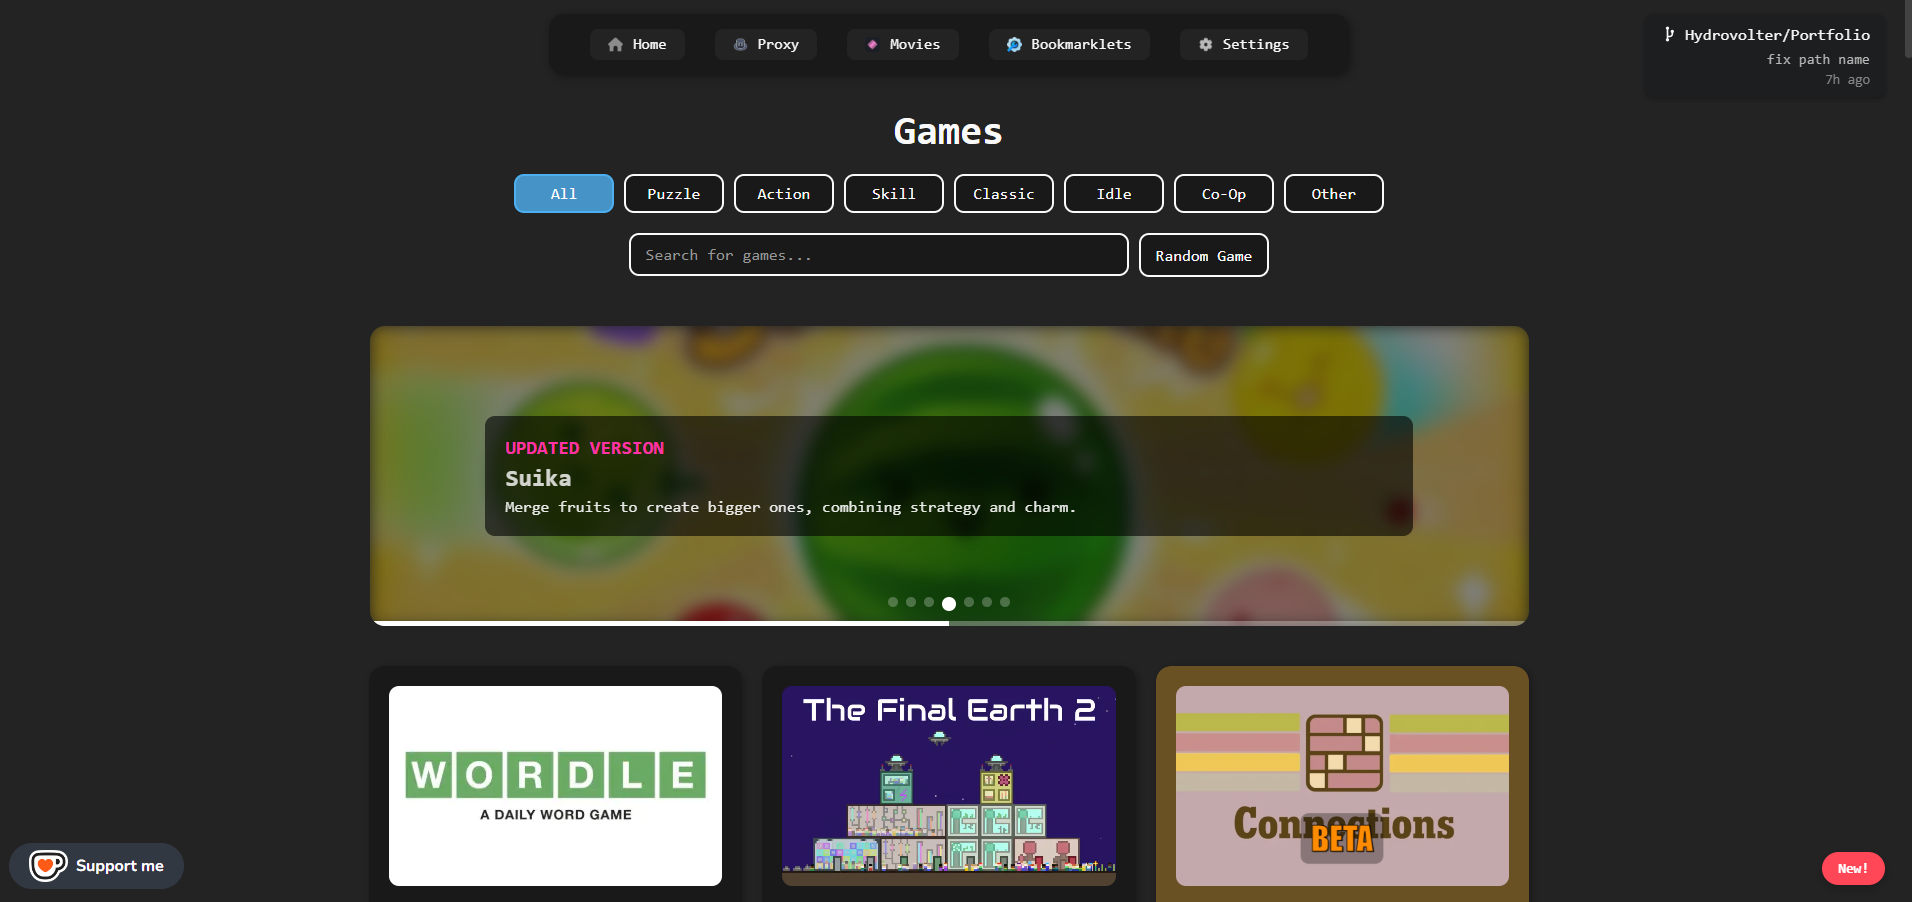 Home
Proxy
Movies
Bookmarklets
Settings
Hydrovolter/Portfolio
fix path name
7h ago
Games
All
Puzzle
Action
Skill
Classic
Idle
Co-Op
Other
Search for games...
Random Game
UPDATED VERSION
Suika
Merge fruits to create bigger ones, combining strategy and charm.
WORDLE
A DAILY WORD GAME
The Final Earth 2
Connections
BETA
Support me
New!